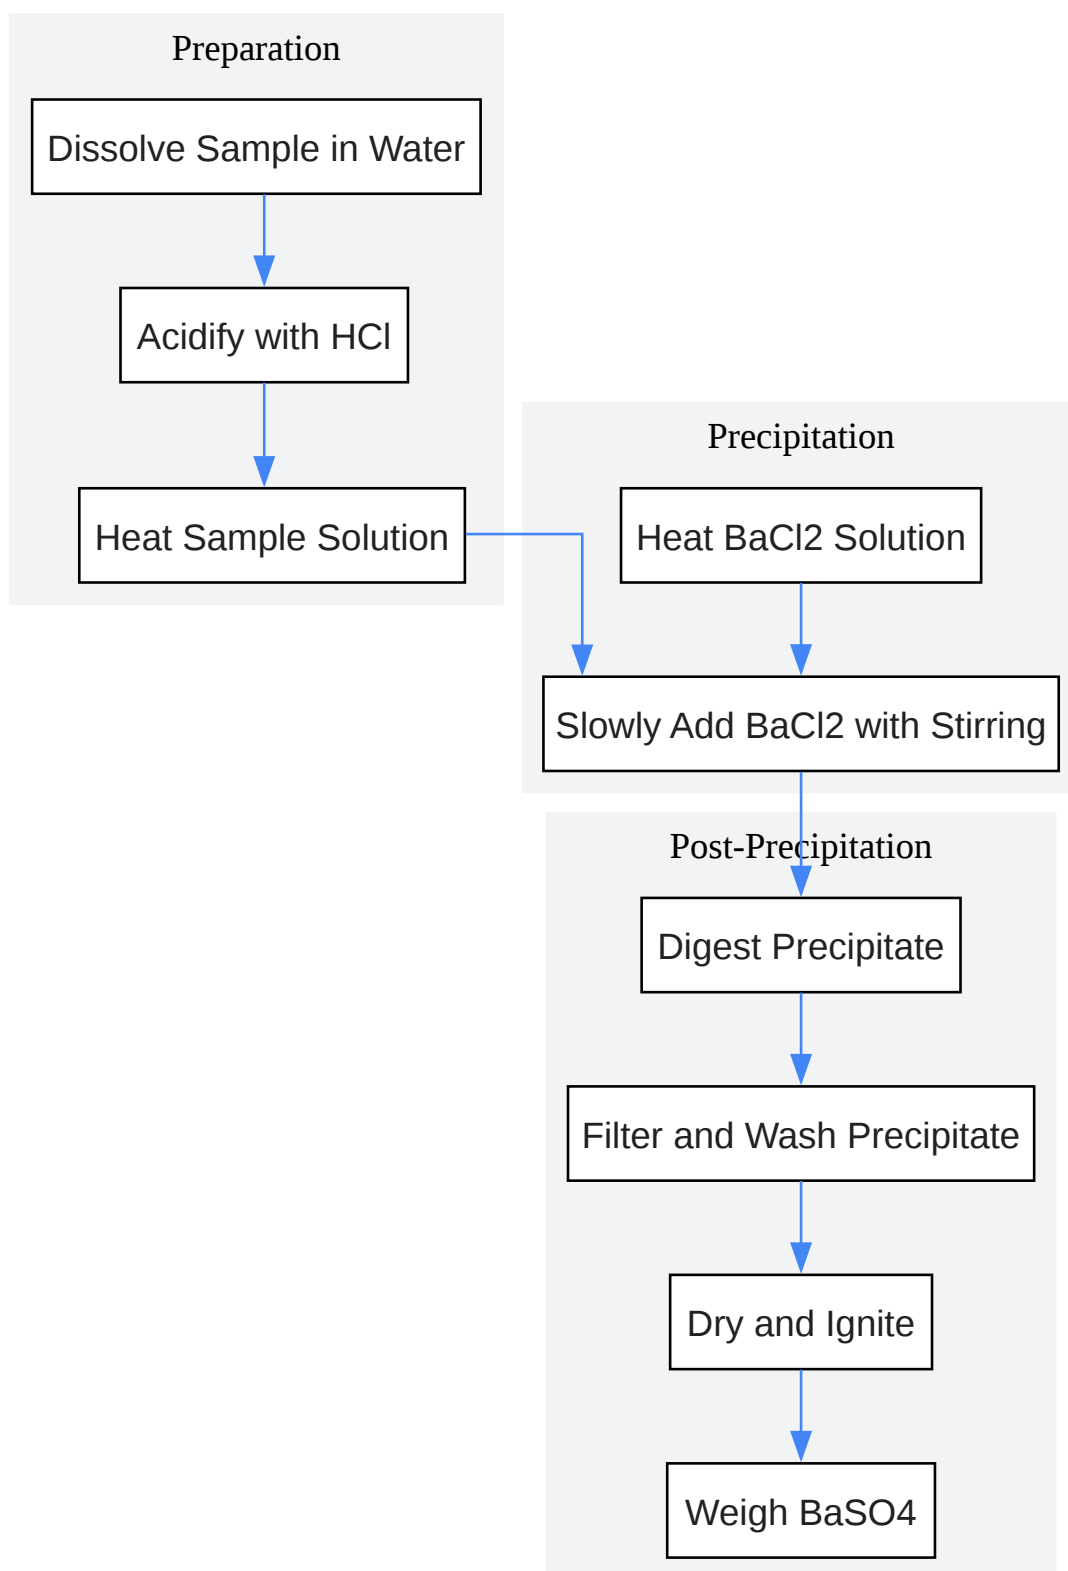 Preparation
Dissolve Sample in Water
Acidify with HCl
Heat Sample Solution
Precipitation
Heat BaCl2 Solution
Slowly Add BaCl2 with Stirring
Post-Precipitation
Digest Precipitate
Filter and Wash Precipitate
Dry and Ignite
Weigh BaSO4